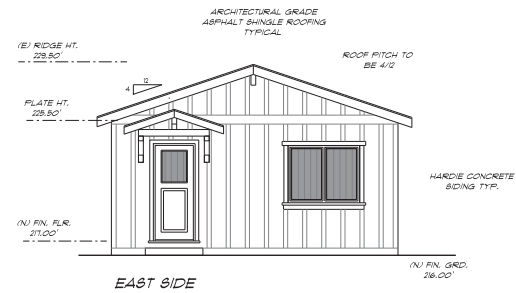 ARCHITECTURAL GRADE
ASPHALT SHINGLE ROOFING
TYPICAL
(E) RIDGE HT.
229.50'
ROOF PITCH TO
BE 4/12
12
4
PLATE HT.
225.50'
HARDIE CONCRETE
SIDING TYP.
(N) FIN. FLR.
217.00'
(N) FIN. GRD.
216.00'
EAST SIDE